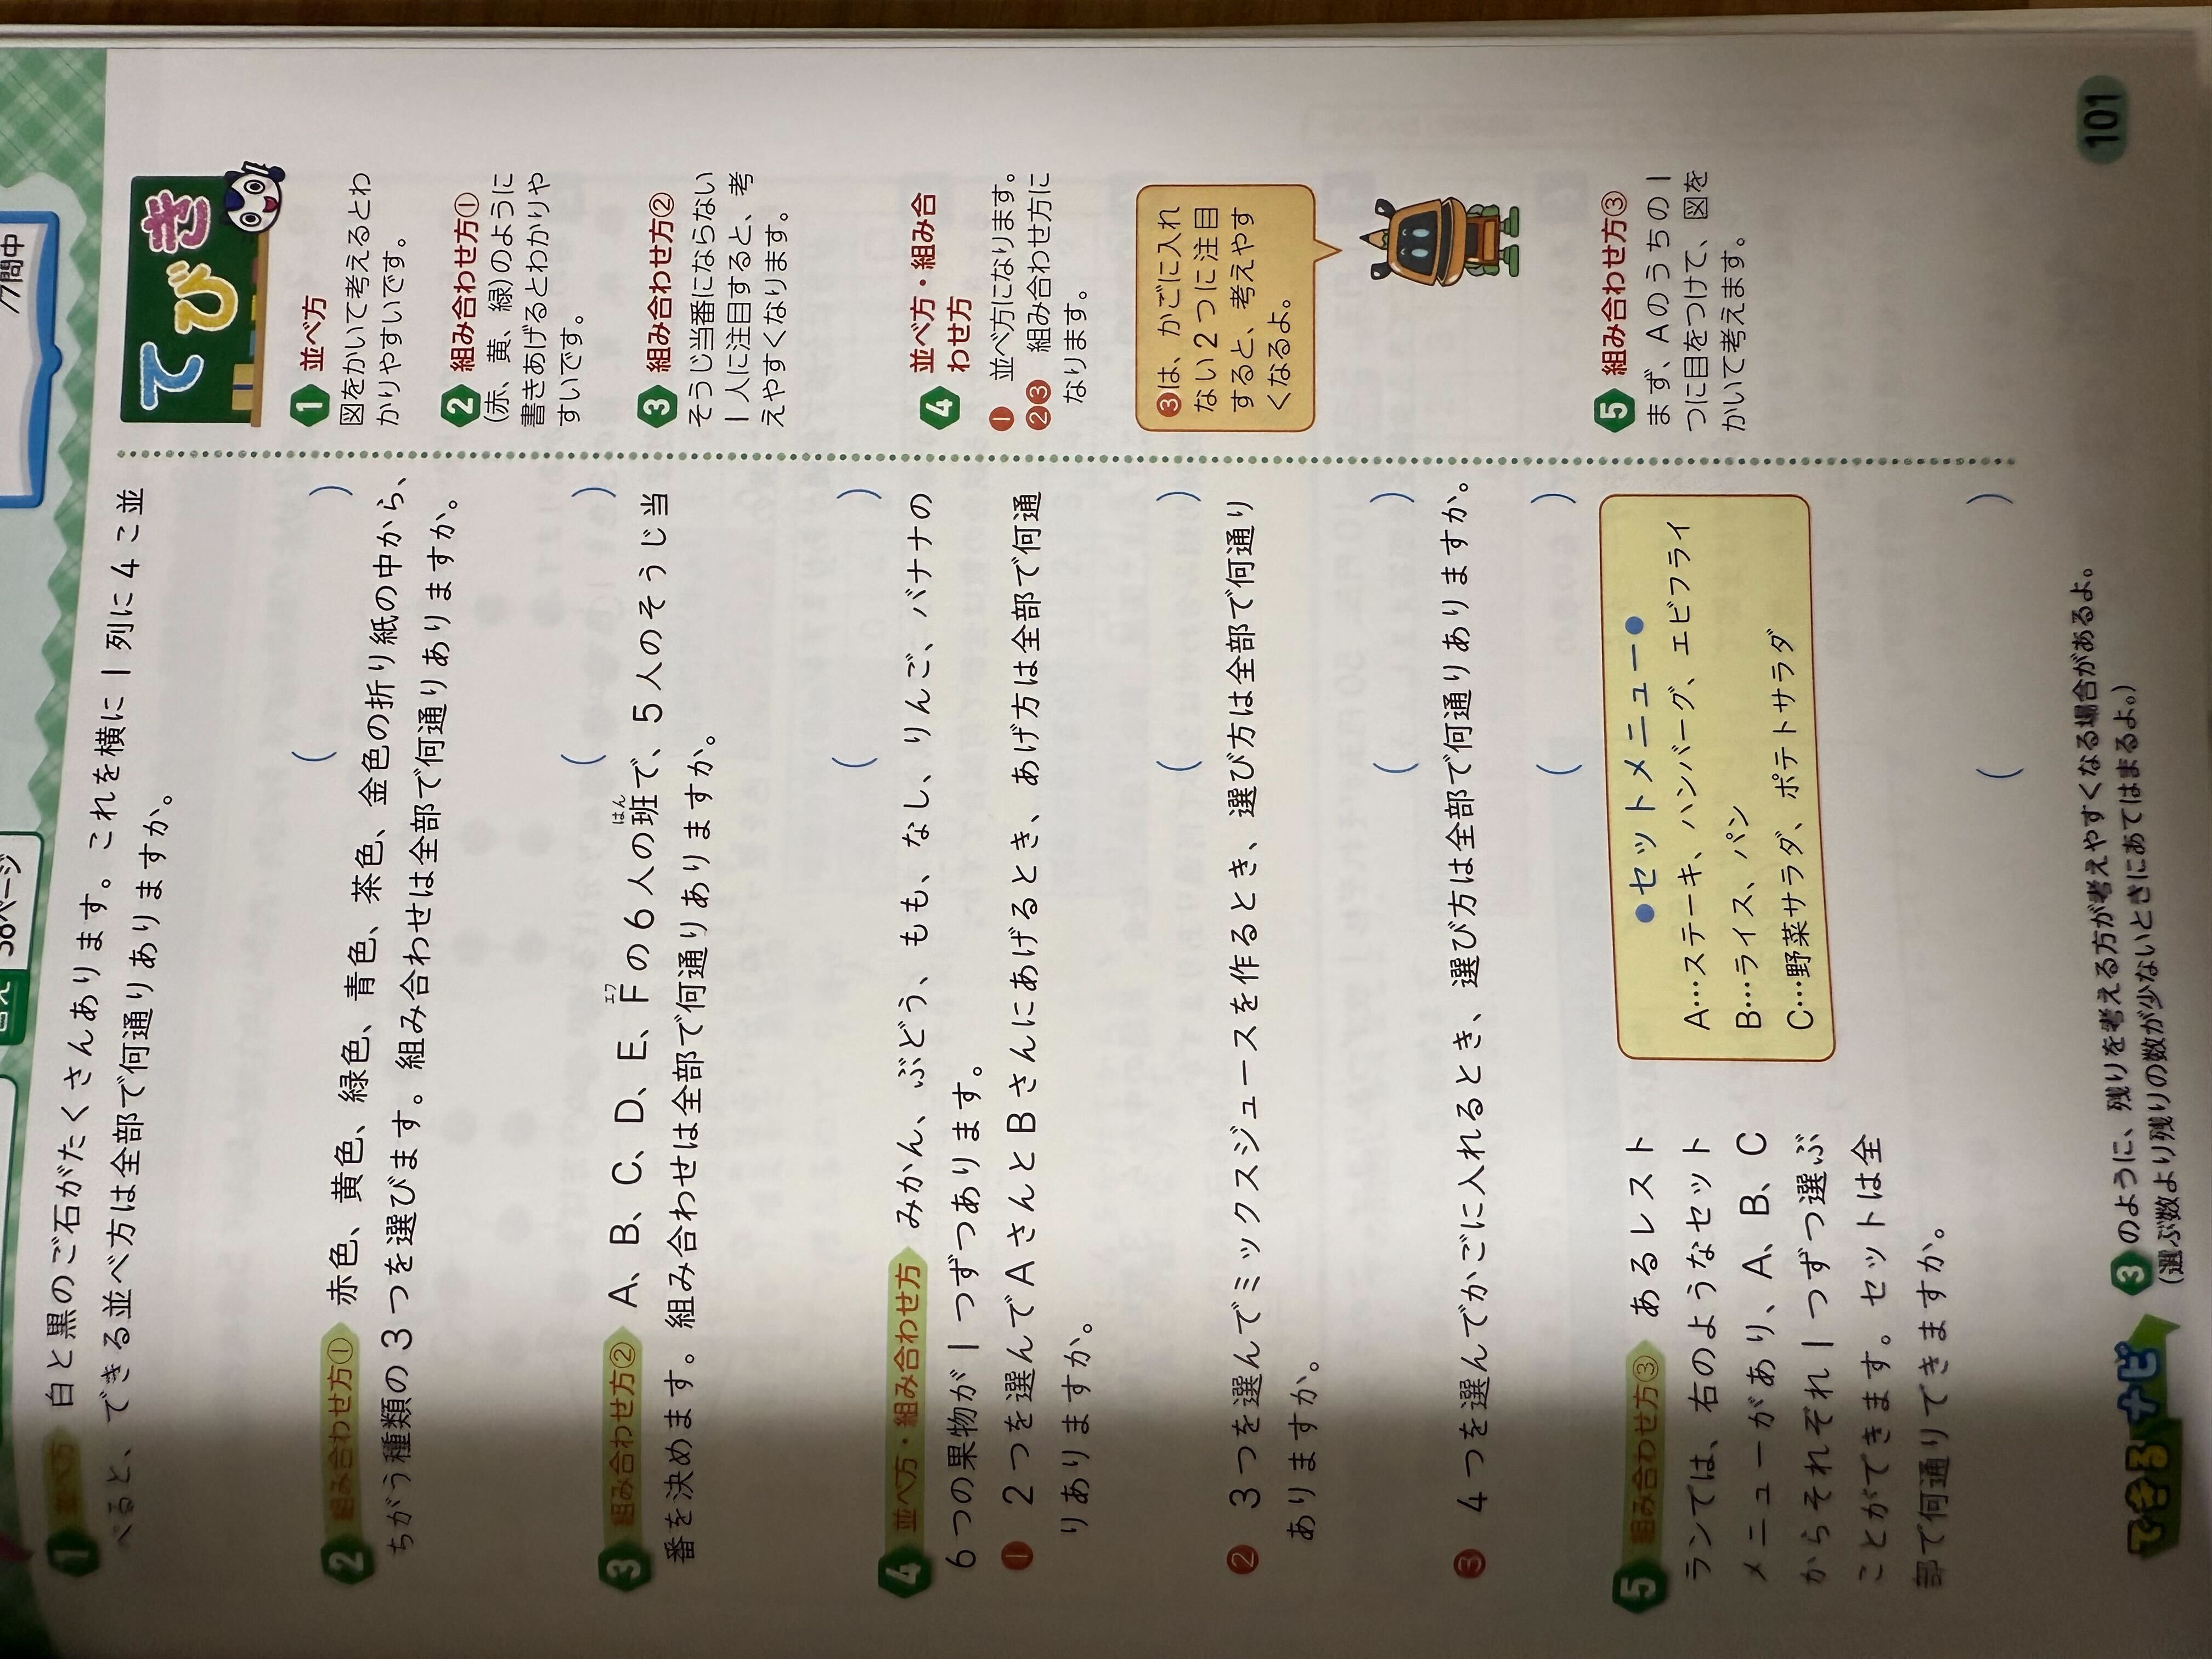 38ページ
問中
1 並べ方 白と黒のご石がたくさんあります。これを横に1列に4こ並
べると、できる並べ方は全部で何通りありますか。
( )
2 組み合わせ方① 赤色、黄色、緑色、青色、茶色、金色の折り紙の中から、
ちがう種類の3つを選びます。組み合わせは全部で何通りありますか。
( )
3 組み合わせ方② A、B、C、D、E、F(エフ)の6人の班(はん)で、5人のそうじ当
番を決めます。組み合わせは全部で何通りありますか。
( )
4 並べ方・組み合わせ方 みかん、ぶどう、もも、なし、りんご、バナナの
6つの果物が1つずつあります。
❶ 2つを選んでAさんとBさんにあげるとき、あげ方は全部で何通
りありますか。
( )
❷ 3つを選んでミックスジュースを作るとき、選び方は全部で何通り
ありますか。
( )
❸ 4つを選んでかごに入れるとき、選び方は全部で何通りありますか。
( )
5 組み合わせ方③ あるレスト
ランでは、右のようなセット
メニューがあり、A、B、C
からそれぞれ1つずつ選ぶ
ことができます。セットは全
部で何通りできますか。
●セットメニュー●
A…ステーキ、ハンバーグ、エビフライ
B…ライス、パン
C…野菜サラダ、ポテトサラダ
( )
てびき
1 並べ方
図をかいて考えるとわ
かりやすいです。
2 組み合わせ方①
(赤、黄、緑)のように
書きあげるとわかりや
すいです。
3 組み合わせ方②
そうじ当番にならない
1人に注目すると、考
えやすくなります。
4 並べ方・組み合
わせ方
❶ 並べ方になります。
❷❸ 組み合わせ方に
なります。
❸は、かごに入れ
ない2つに注目
すると、考えやす
くなるよ。
5 組み合わせ方③
まず、Aのうちの1
つに目をつけて、図を
かいて考えます。
できるナビ 3のように、残りを考える方が考えやすくなる場合があるよ。
(選ぶ数より残りの数が少ないときにあてはまるよ。)
101